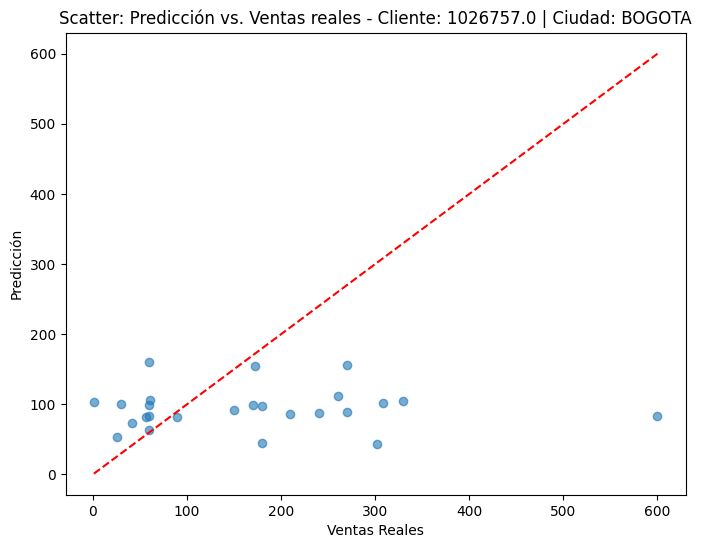 Scatter: Predicción vs. Ventas reales - Cliente: 1026757.0 | Ciudad: BOGOTA
600
500
400
300
200
100
0
Predicción
0 100 200 300 400 500 600
Ventas Reales